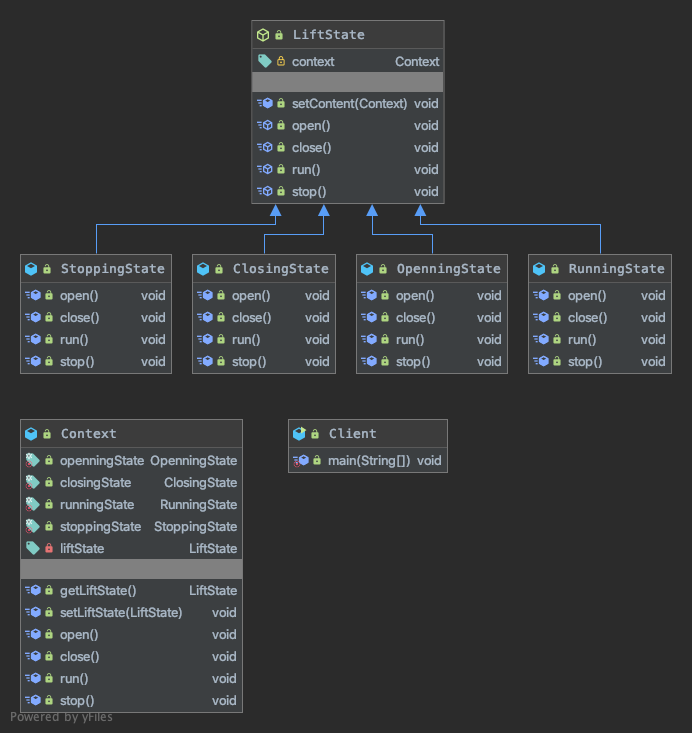 LiftState
context Context
setContent(Context) void
open() void
close() void
run() void
stop() void
StoppingState
open() void
close() void
run() void
stop() void
ClosingState
open() void
close() void
run() void
stop() void
OpenningState
open() void
close() void
run() void
stop() void
RunningState
open() void
close() void
run() void
stop() void
Context
openningState OpenningState
closingState ClosingState
runningState RunningState
stoppingState StoppingState
liftState LiftState
getLiftState() LiftState
setLiftState(LiftState) void
open() void
close() void
run() void
stop() void
Client
main(String[]) void
Powered by yFiles